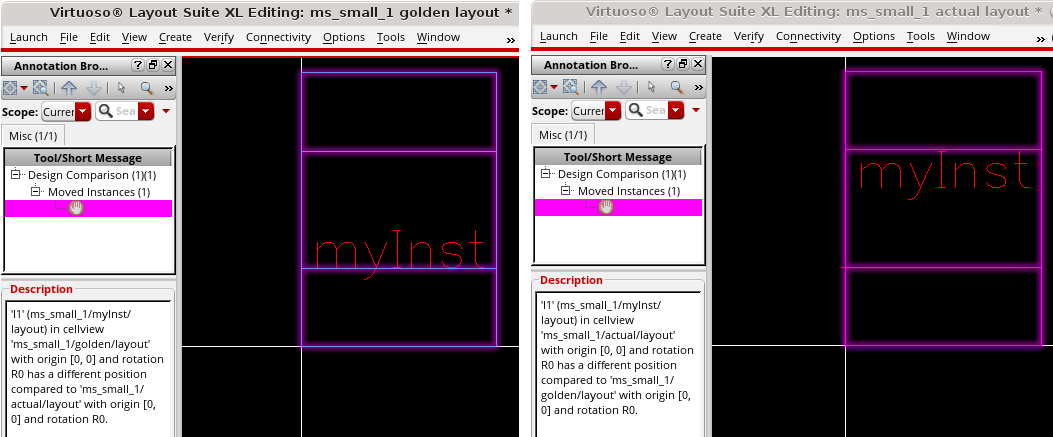 Virtuoso® Layout Suite XL Editing: ms_small_1 golden layout *
Launch File Edit View Create Verify Connectivity Options Tools Window »
Annotation Bro... ?
»
Scope: Currer Sea
Misc (1/1)
Tool/Short Message
Design Comparison (1)(1)
Moved Instances (1)
Description
'I1' (ms_small_1/myInst/
layout) in cellview
'ms_small_1/golden/layout'
with origin [0, 0] and rotation
R0 has a different position
compared to 'ms_small_1/
actual/layout' with origin [0,
0] and rotation R0.
myInst
Virtuoso® Layout Suite XL Editing: ms_small_1 actual layout *
Launch File Edit View Create Verify Connectivity Options Tools Window »
Annotation Bro... ?
»
Scope: Currer Sea
Misc (1/1)
Tool/Short Message
Design Comparison (1)(1)
Moved Instances (1)
Description
'I1' (ms_small_1/myInst/
layout) in cellview
'ms_small_1/actual/layout'
with origin [0, 0] and rotation
R0 has a different position
compared to 'ms_small_1/
golden/layout' with origin [0,
0] and rotation R0.
myInst